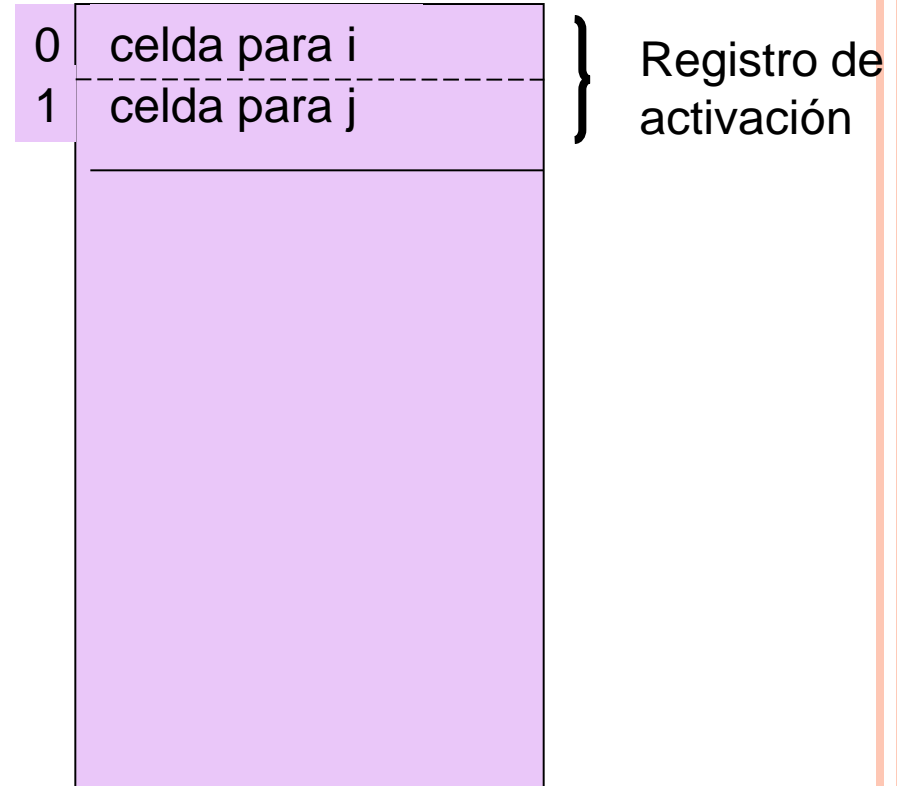 0 celda para i
1 celda para j
Registro de
activación